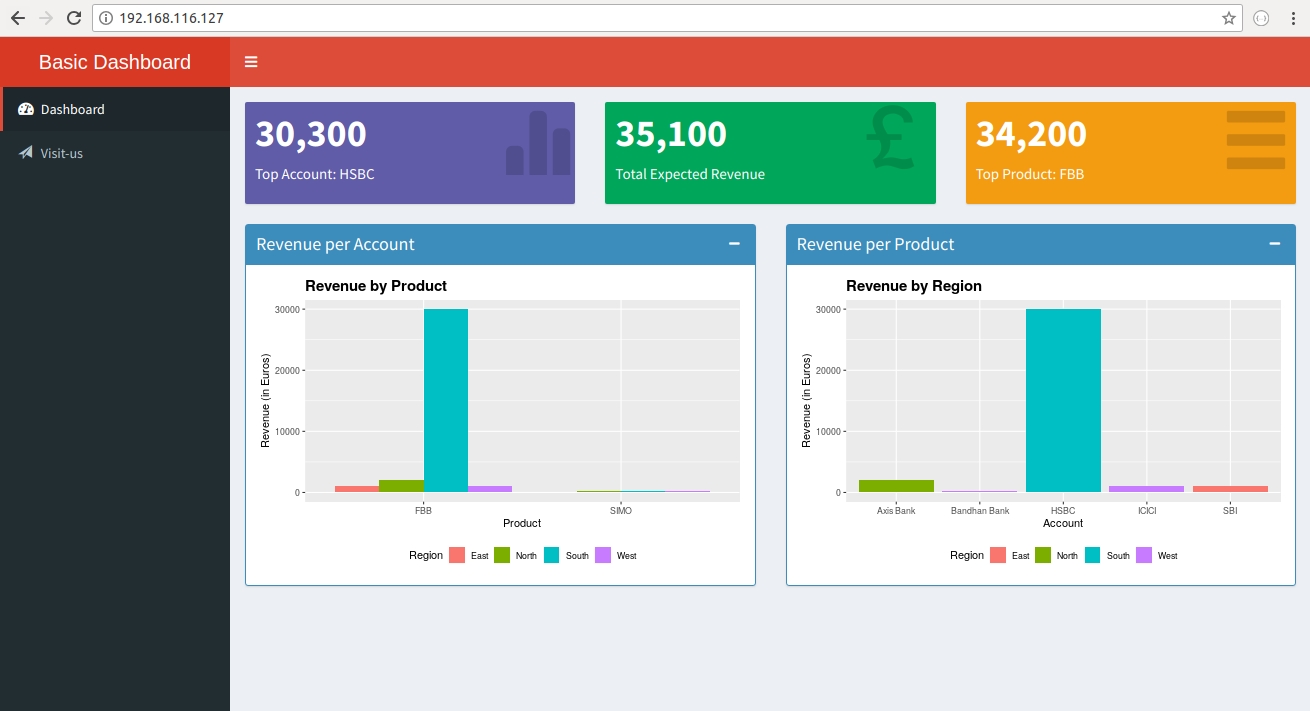 192.168.116.127
Basic Dashboard
Dashboard
Visit-us
30,300
Top Account: HSBC
35,100
Total Expected Revenue
£
34,200
Top Product: FBB
Revenue per Account
Revenue by Product
Revenue (in Euros)
30000
20000
10000
0
FBB SIMO
Product
Region East North South West
Revenue per Product
Revenue by Region
Revenue (in Euros)
30000
20000
10000
0
Axis Bank Bandhan Bank HSBC ICICI SBI
Account
Region East North South West